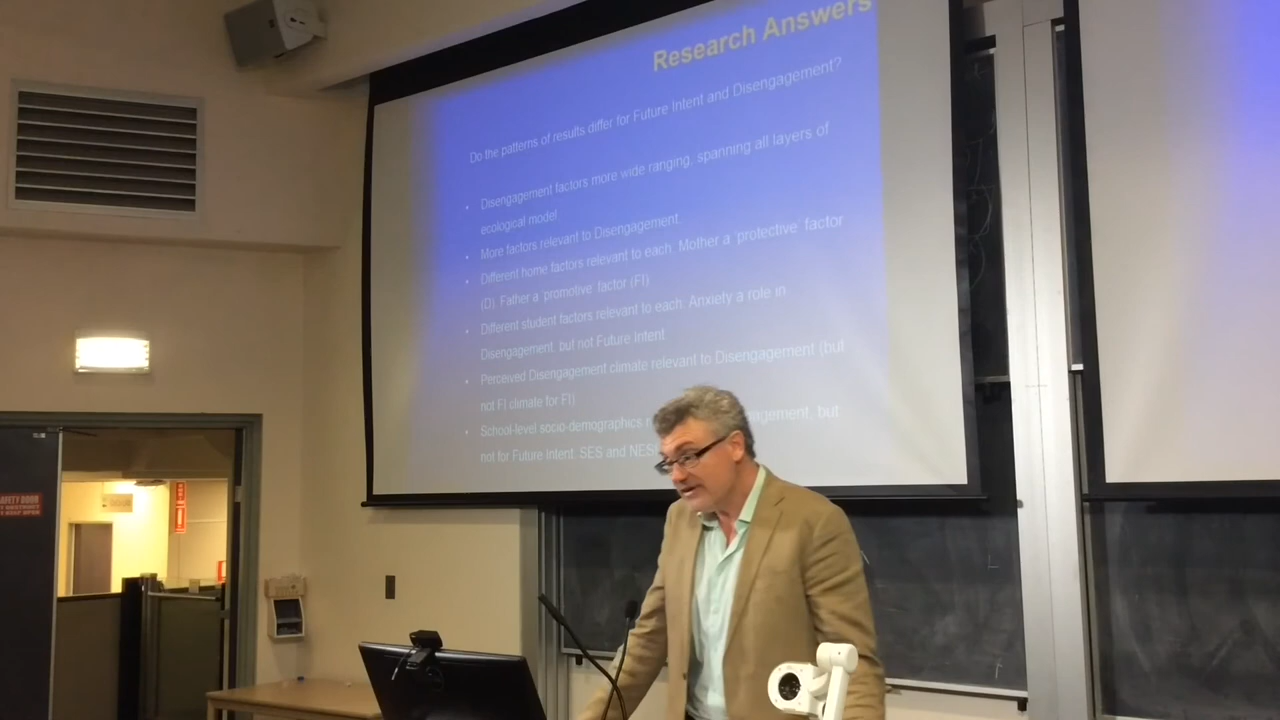 Research Answers
Do the patterns of results differ for Future Intent and Disengagement?
• Disengagement factors more wide ranging, spanning all layers of
ecological model
• More factors relevant to Disengagement.
• Different home factors relevant to each. Mother a 'protective' factor
(D). Father a 'promotive' factor (FI)
• Different student factors relevant to each. Anxiety a role in
Disengagement, but not Future Intent.
• Perceived Disengagement climate relevant to Disengagement (but
not FI climate for FI)
• School-level socio-demographics but
not for Future Intent. SES and
SAFETY DOOR